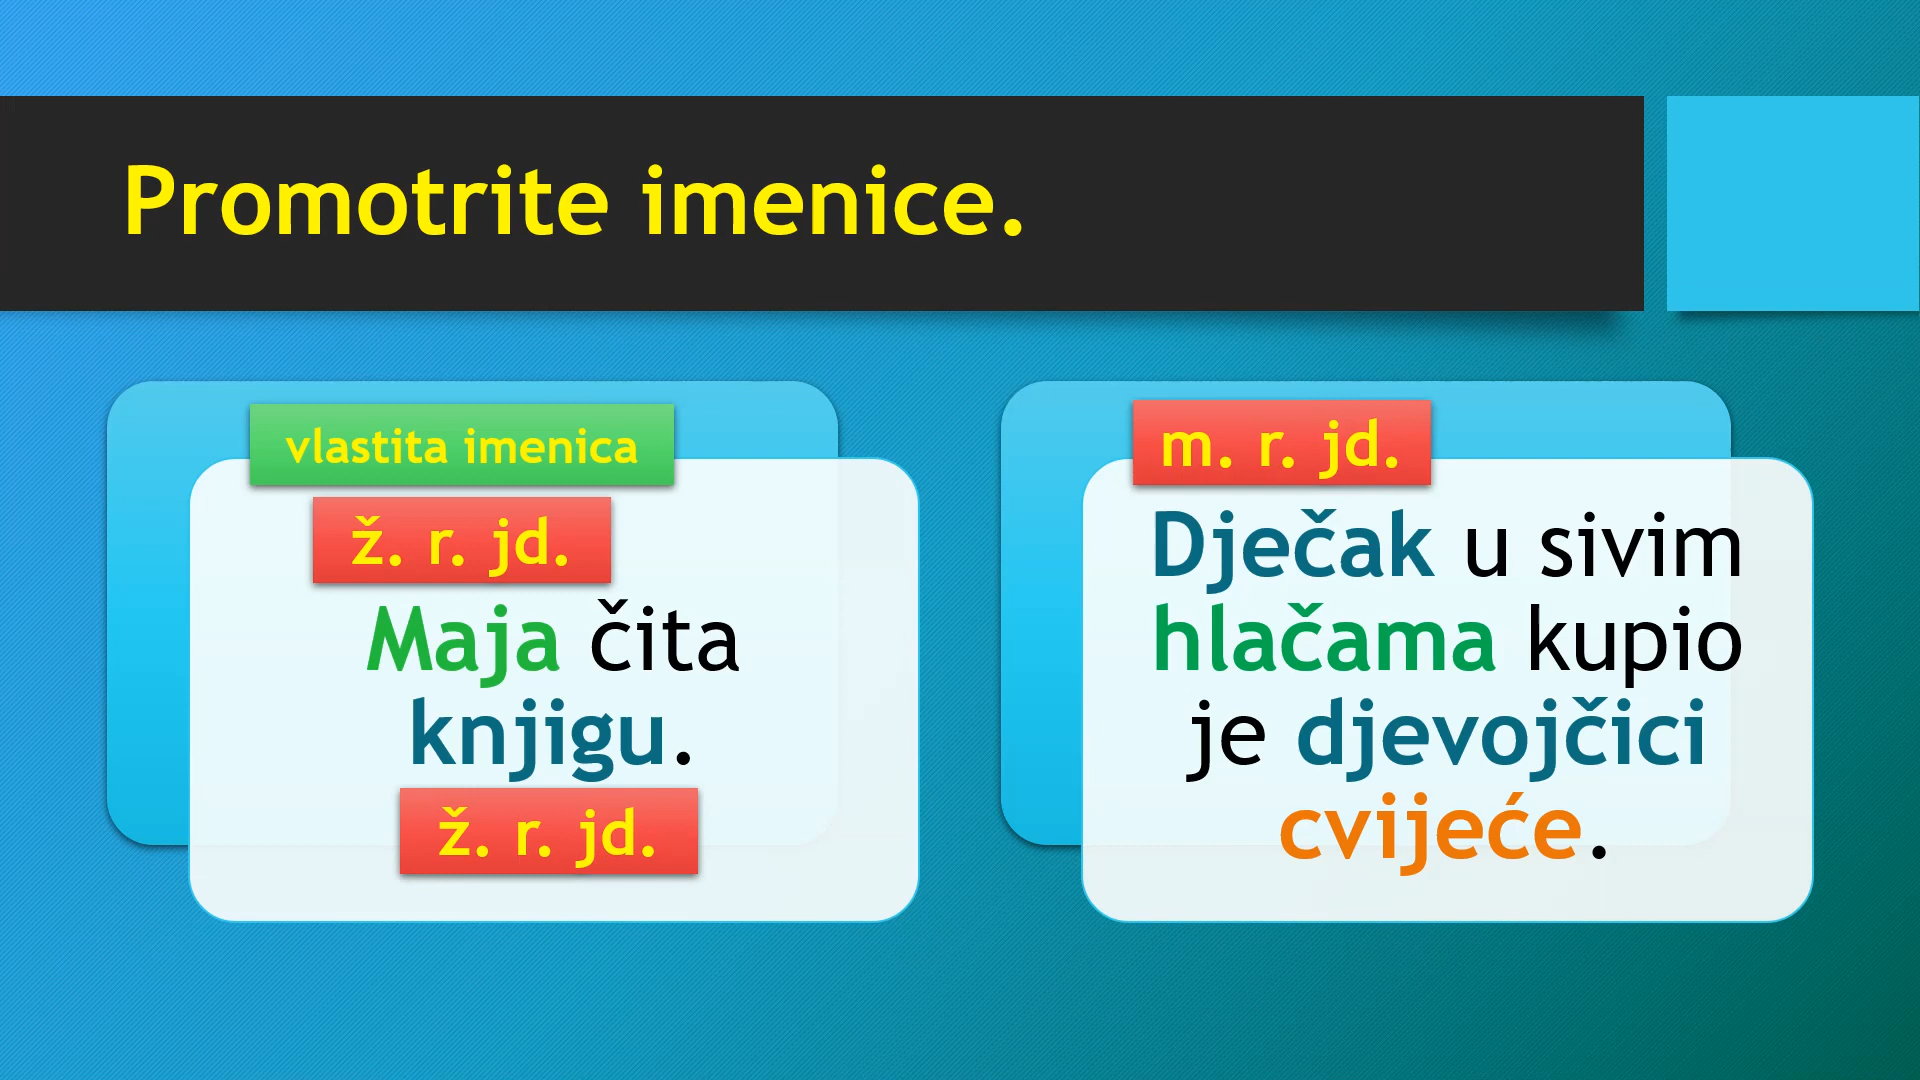 Promotrite imenice.
vlastita imenica
ž. r. jd.
Maja čita
knjigu.
ž. r. jd.
m. r. jd.
Dječak u sivim
hlačama kupio
je djevojčici
cvijeće.